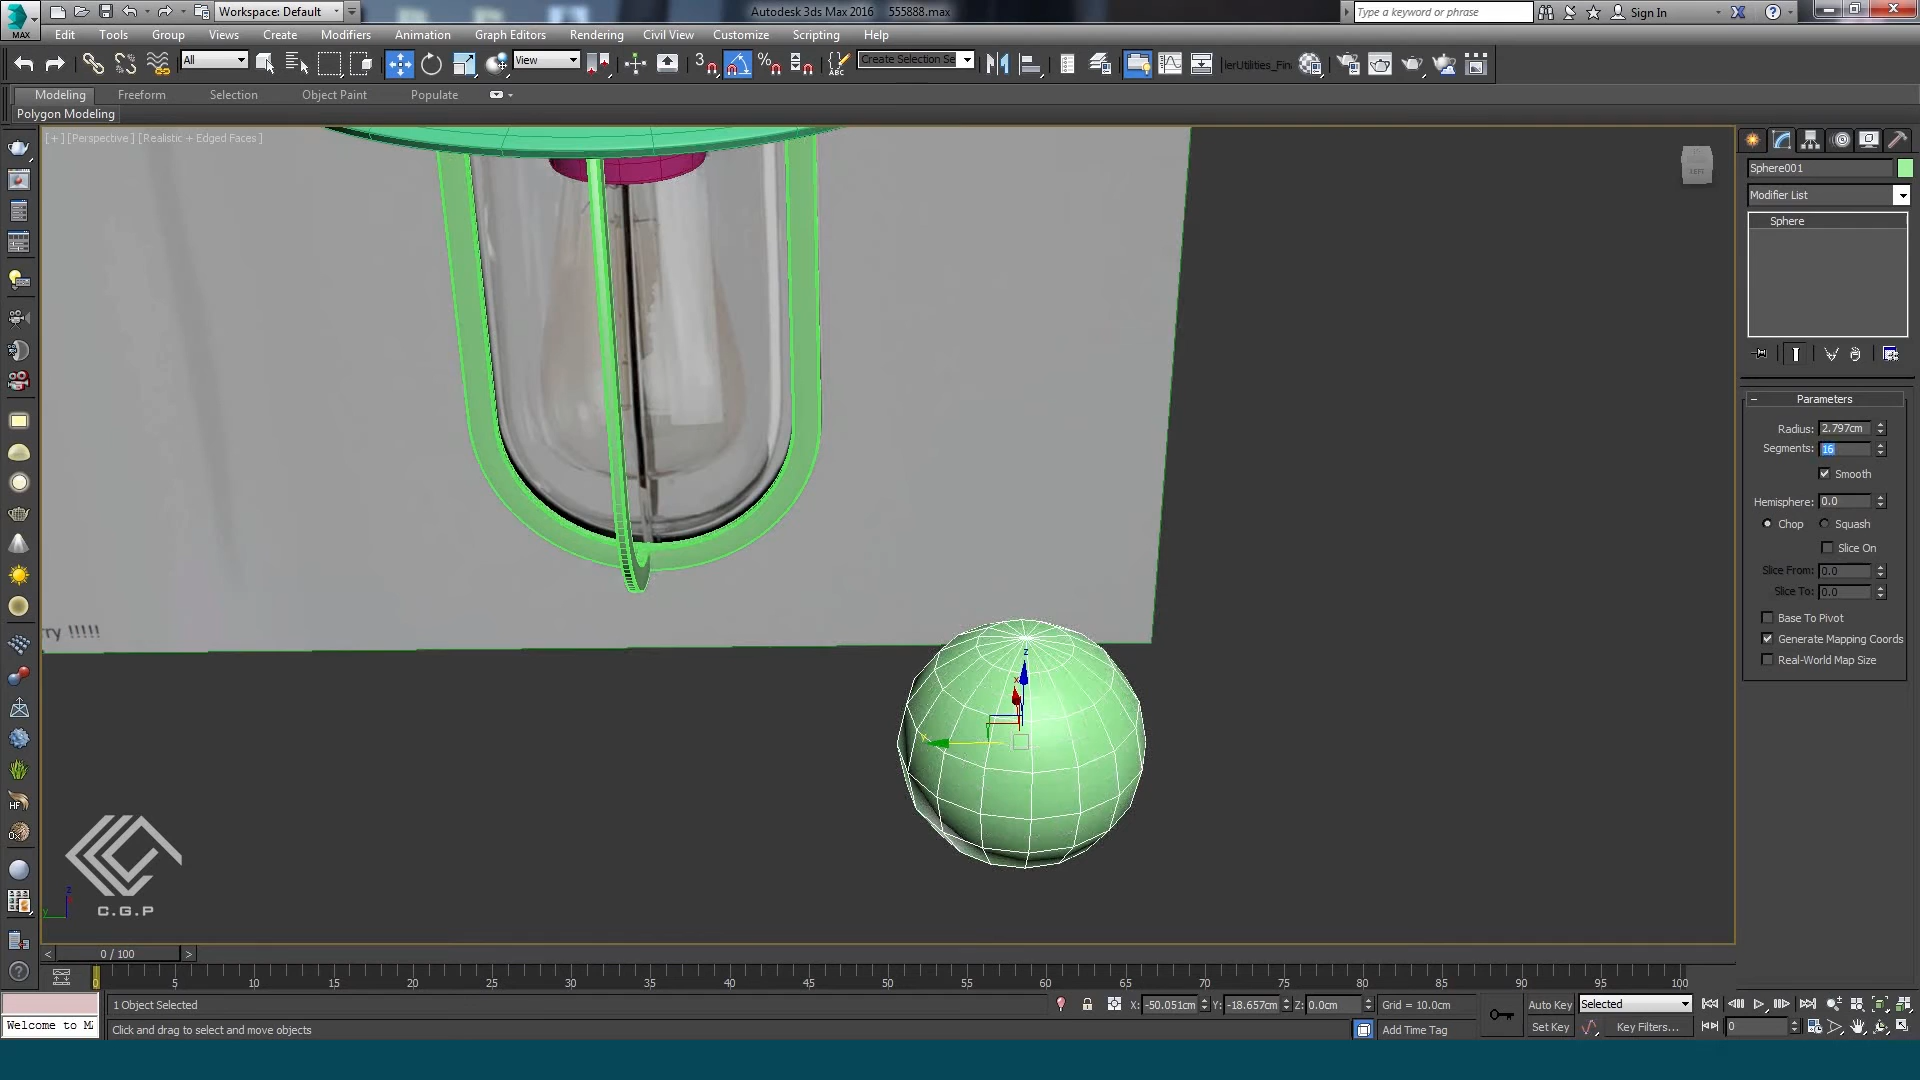 Workspace: Default
Autodesk 3ds Max 2016    555888.max
Type a keyword or phrase
Sign In
MAX
Edit Tools Group Views Create Modifiers Animation Graph Editors Rendering Civil View Customize Scripting Help
All
View
3
ABC
Create Selection Se
Modeling Freeform Selection Object Paint Populate
Polygon Modeling
[+] [Perspective] [Realistic + Edged Faces]
LEFT
Sphere001
Modifier List
Sphere
Parameters
Radius: 2.797cm
Segments: 16
Smooth
Hemisphere: 0.0
Chop Squash
Slice On
Slice From: 0.0
Slice To: 0.0
Base To Pivot
Generate Mapping Coords
Real-World Map Size
ry !!!!!
z
x
y
HF
C.G.P
z
y
0 / 100
0 5 10 15 20 25 30 35 40 45 50 55 60 65 70 75 80 85 90 95 100
1 Object Selected
X: -50.051cm Y: -18.657cm Z: 0.0cm Grid = 10.0cm
Auto Key Selected
Welcome to M
Click and drag to select and move objects
Add Time Tag
Set Key Key Filters... 0